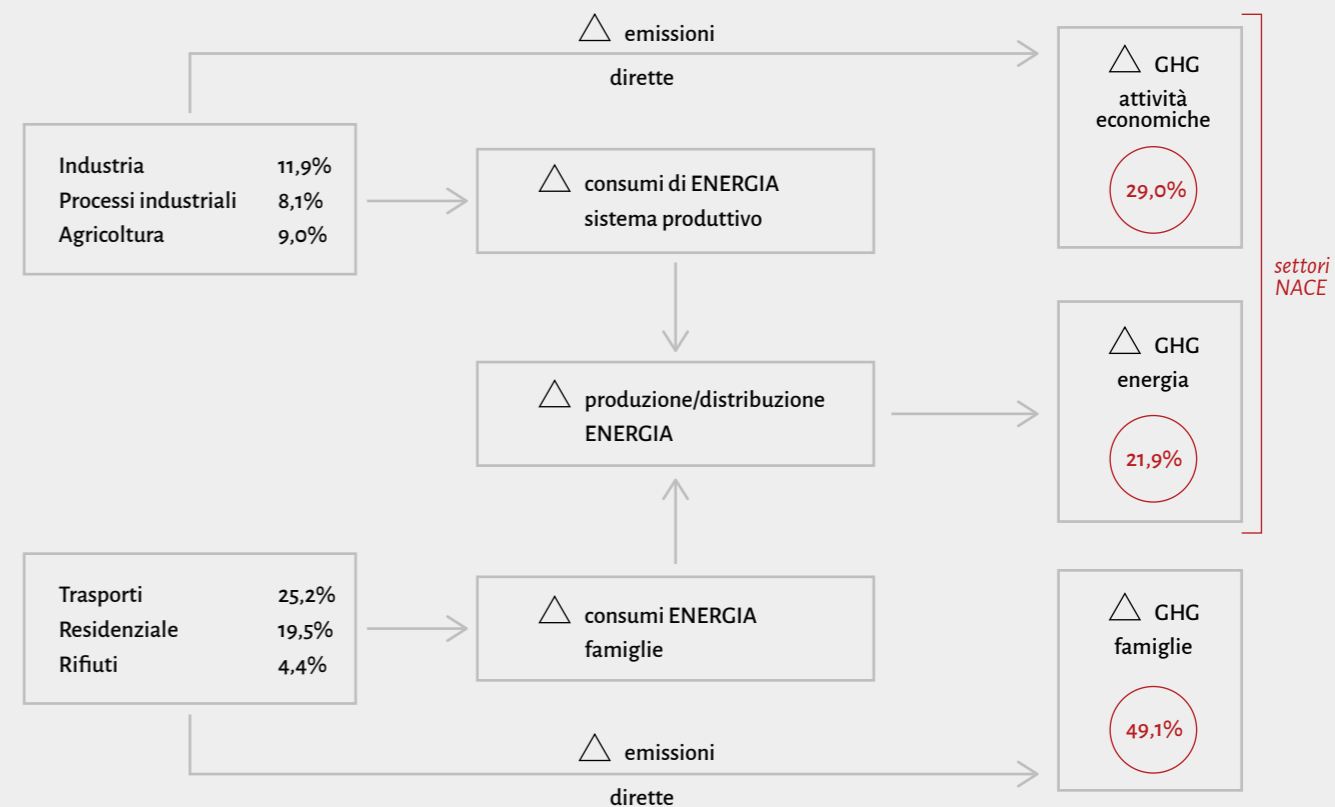 △ emissioni
dirette
△ GHG
attività
economiche
29,0%
Industria 11,9%
Processi industriali 8,1%
Agricoltura 9,0%
△ consumi di ENERGIA
sistema produttivo
settori
NACE
△ GHG
energia
21,9%
△ produzione/distribuzione
ENERGIA
Trasporti 25,2%
Residenziale 19,5%
Rifiuti 4,4%
△ consumi ENERGIA
famiglie
△ GHG
famiglie
49,1%
△ emissioni
dirette